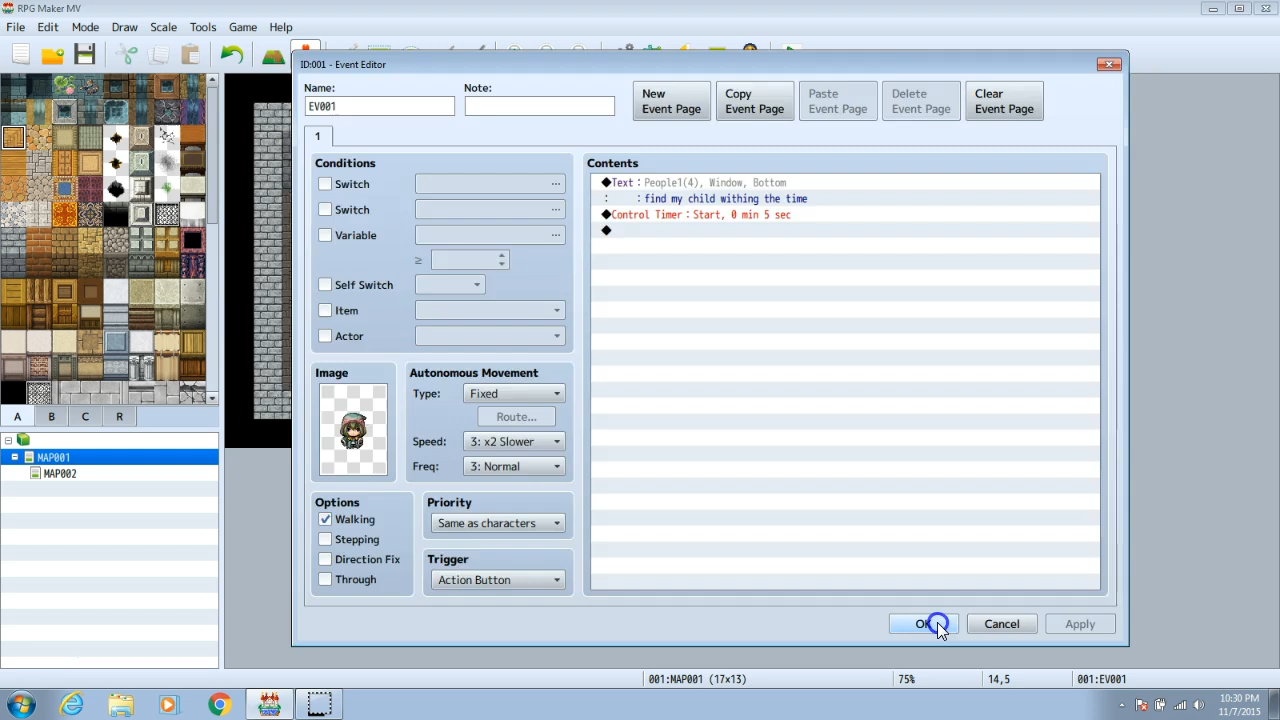 RPG Maker MV
File Edit Mode Draw Scale Tools Game Help
ID:001 - Event Editor
Name:
Note:
EV001
New Event Page
Copy Event Page
Paste Event Page
Delete Event Page
Clear Event Page
1
Conditions
Switch ...
Switch ...
Variable ...
≥
Self Switch
Item
Actor
Image
Autonomous Movement
Type: Fixed
Route...
Speed: 3: x2 Slower
Freq: 3: Normal
Options
Walking
Stepping
Direction Fix
Through
Priority
Same as characters
Trigger
Action Button
Contents
◆Text：People1(4), Window, Bottom
：　：find my child withing the time
◆Control Timer：Start, 0 min 5 sec
◆
OK
Cancel
Apply
A B C R
MAP001
MAP002
001:MAP001 (17x13)
75%
14,5
001:EV001
10:30 PM
11/7/2015